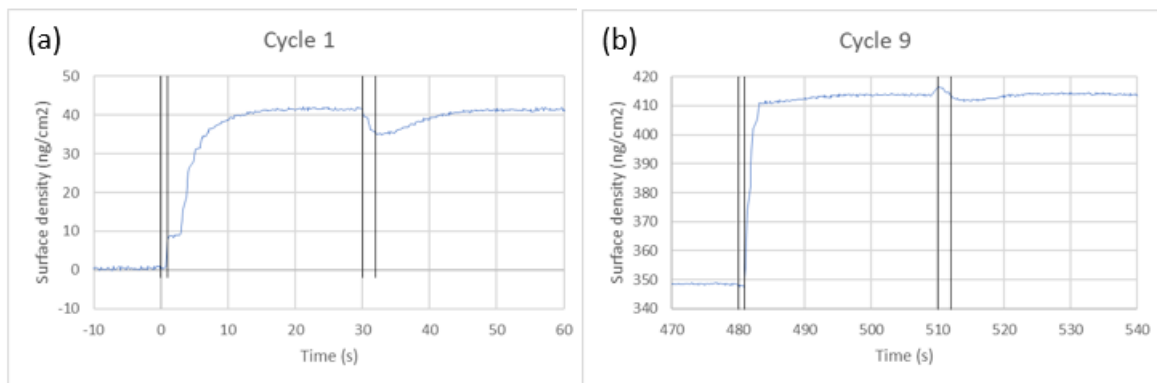 (a)
Cycle 1
Surface density (ng/cm2)
50
40
30
20
10
0
-10
-10 0 10 20 30 40 50 60
Time (s)
(b)
Cycle 9
Surface density (ng/cm2)
420
410
400
390
380
370
360
350
340
470 480 490 500 510 520 530 540
Time (s)